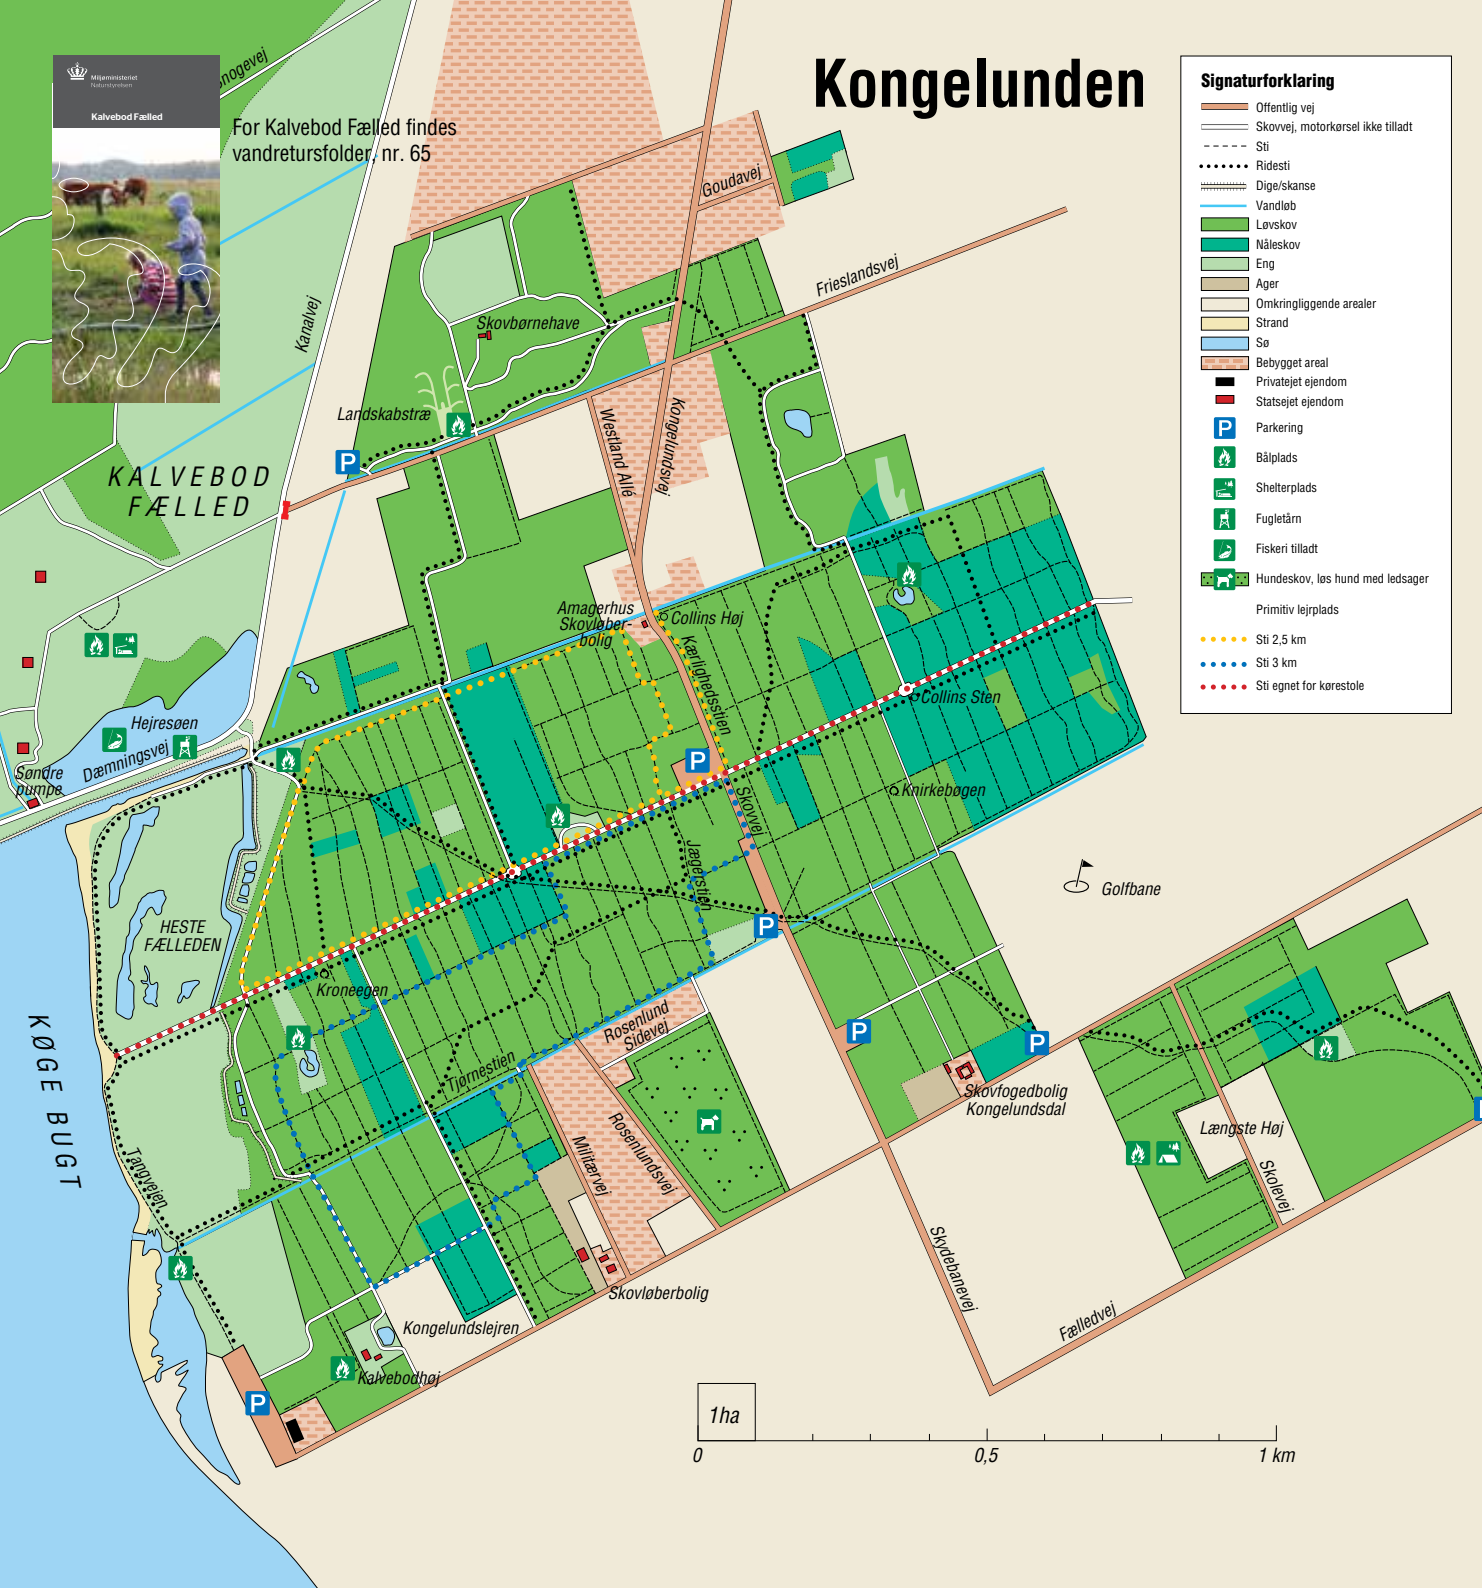 Kongelunden
Miljøministeriet
Naturstyrelsen
Kalvebod Fælled
For Kalvebod Fælled findes
vandretursfolder, nr. 65
Signaturforklaring
Offentlig vej
Skovvej, motorkørsel ikke tilladt
Sti
Ridesti
Dige/skanse
Vandløb
Løvskov
Nåleskov
Eng
Ager
Omkringliggende arealer
Strand
Sø
Bebygget areal
Privatejet ejendom
Statsejet ejendom
P
Parkering
Bålplads
Shelterplads
Fugletårn
Fiskeri tilladt
Hundeskov, løs hund med ledsager
Primitiv lejrplads
Sti 2,5 km
Sti 3 km
Sti egnet for kørestole
Goudavej
Frieslandsvej
Kanalvej
Skovbørnehave
Landskabstræ
P
Westland Allé
Kongelundsvej
KALVEBOD
FÆLLED
Amagerhus
Skovløber-
bolig
Collins Høj
Kærlighedsstien
Collins Sten
Hejresøen
Dæmningsvej
Søndre
pumpe
P
Skovvej
Knirkebøgen
Jægerstien
Golfbane
HESTE
FÆLLEDEN
P
Kroneegen
KØGE BUGT
Rosenlund
Sidevej
P
P
Tjørnestien
Skovfogedbolig
Kongelundsdal
Længste Høj
Rosenlundsvej
Militærvej
Tangvejen
Skolevej
Skydebanevej
Skovløberbolig
Fælledvej
Kongelundslejren
Kalvebodhøj
P
1ha
0
0,5
1 km